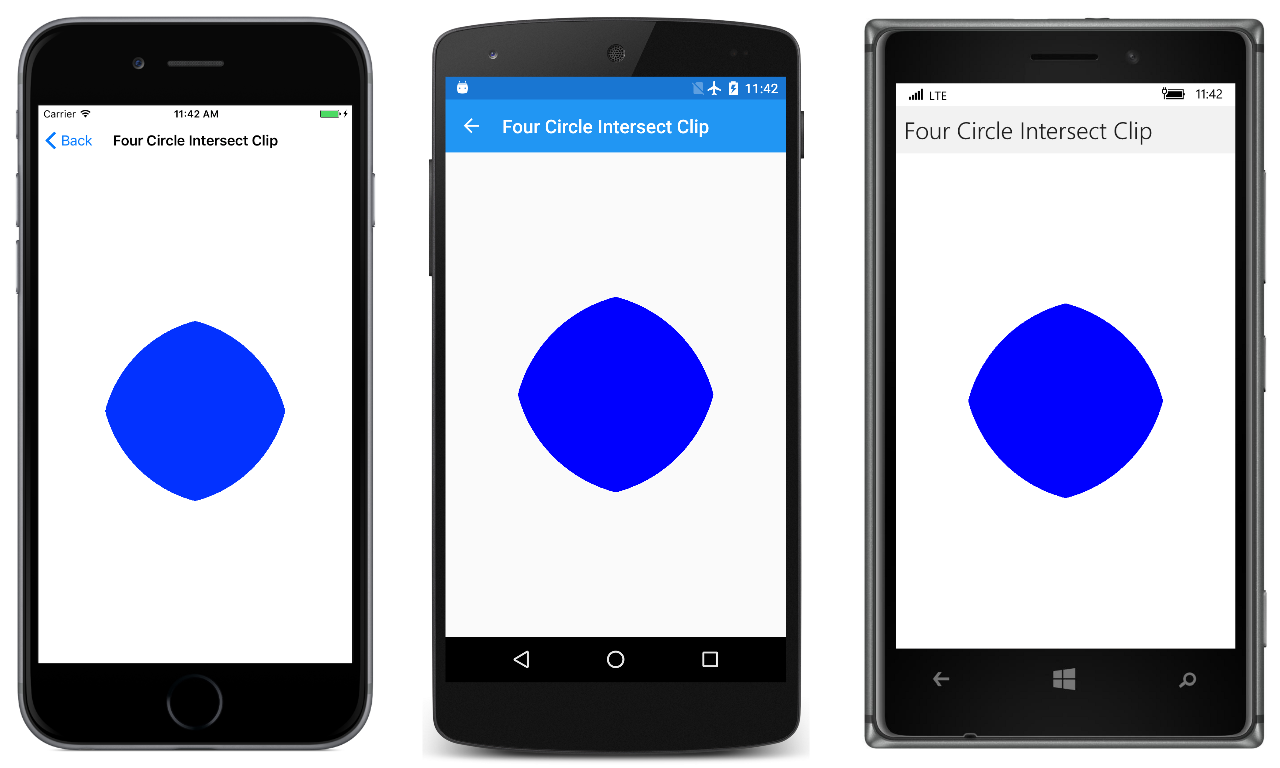 Carrier 11:42 AM
Back Four Circle Intersect Clip
11:42
Four Circle Intersect Clip
LTE 11:42
Four Circle Intersect Clip